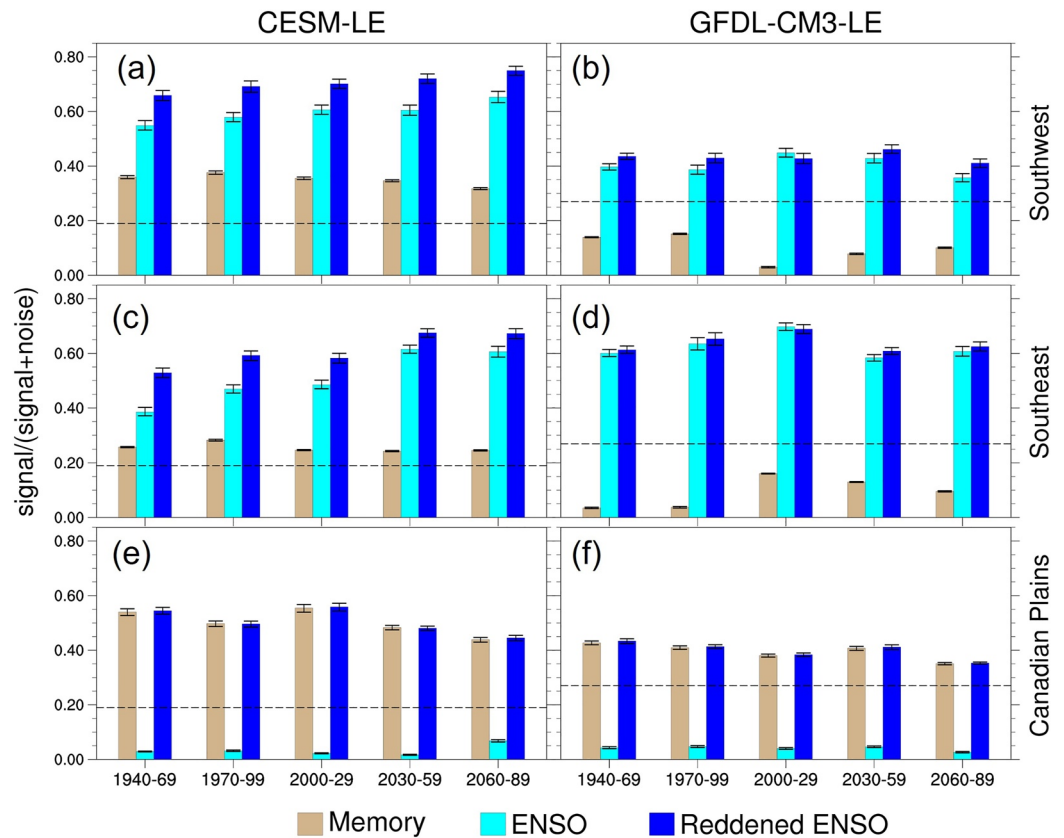 CESM-LE GFDL-CM3-LE
(a) (b)
0.80
0.60
0.40
0.20
0.00
Southwest
(c) (d)
0.80
0.60
0.40
0.20
0.00
Southeast
signal/(signal+noise)
(e) (f)
0.80
0.60
0.40
0.20
0.00
Canadian Plains
1940-69 1970-99 2000-29 2030-59 2060-89 1940-69 1970-99 2000-29 2030-59 2060-89
Memory ENSO Reddened ENSO